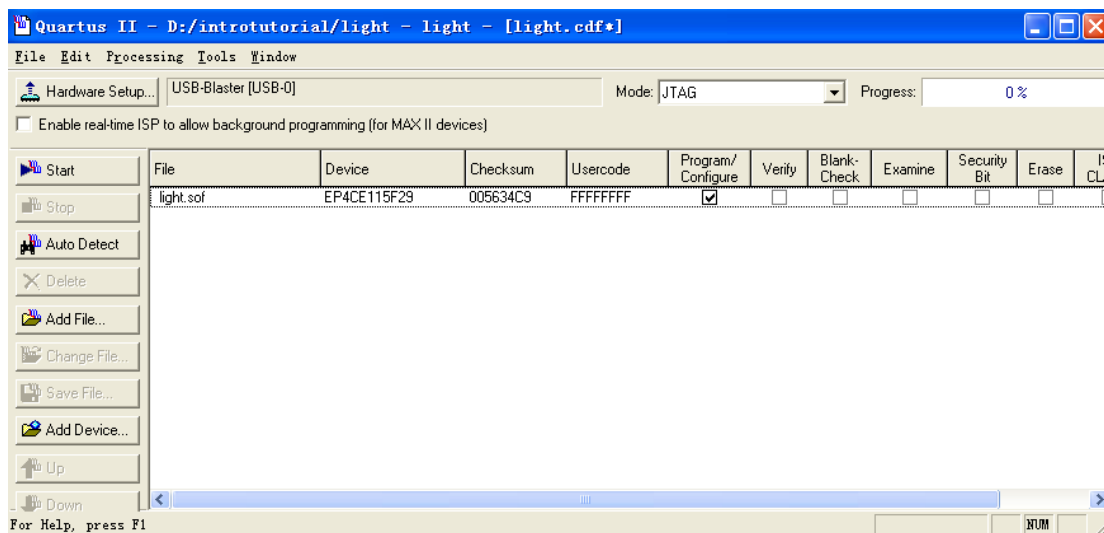 Quartus II - D:/introtutorial/light - light - [light.cdf*]
File Edit Processing Tools Window
Hardware Setup... USB-Blaster [USB-0] Mode: JTAG Progress: 0 %
Enable real-time ISP to allow background programming (for MAX II devices)
Start
Stop
Auto Detect
Delete
Add File...
Change File...
Save File...
Add Device...
Up
Down
File Device Checksum Usercode Program/ Configure Verify Blank- Check Examine Security Bit Erase
light.sof EP4CE115F29 005634C9 FFFFFFFF
For Help, press F1 NUM